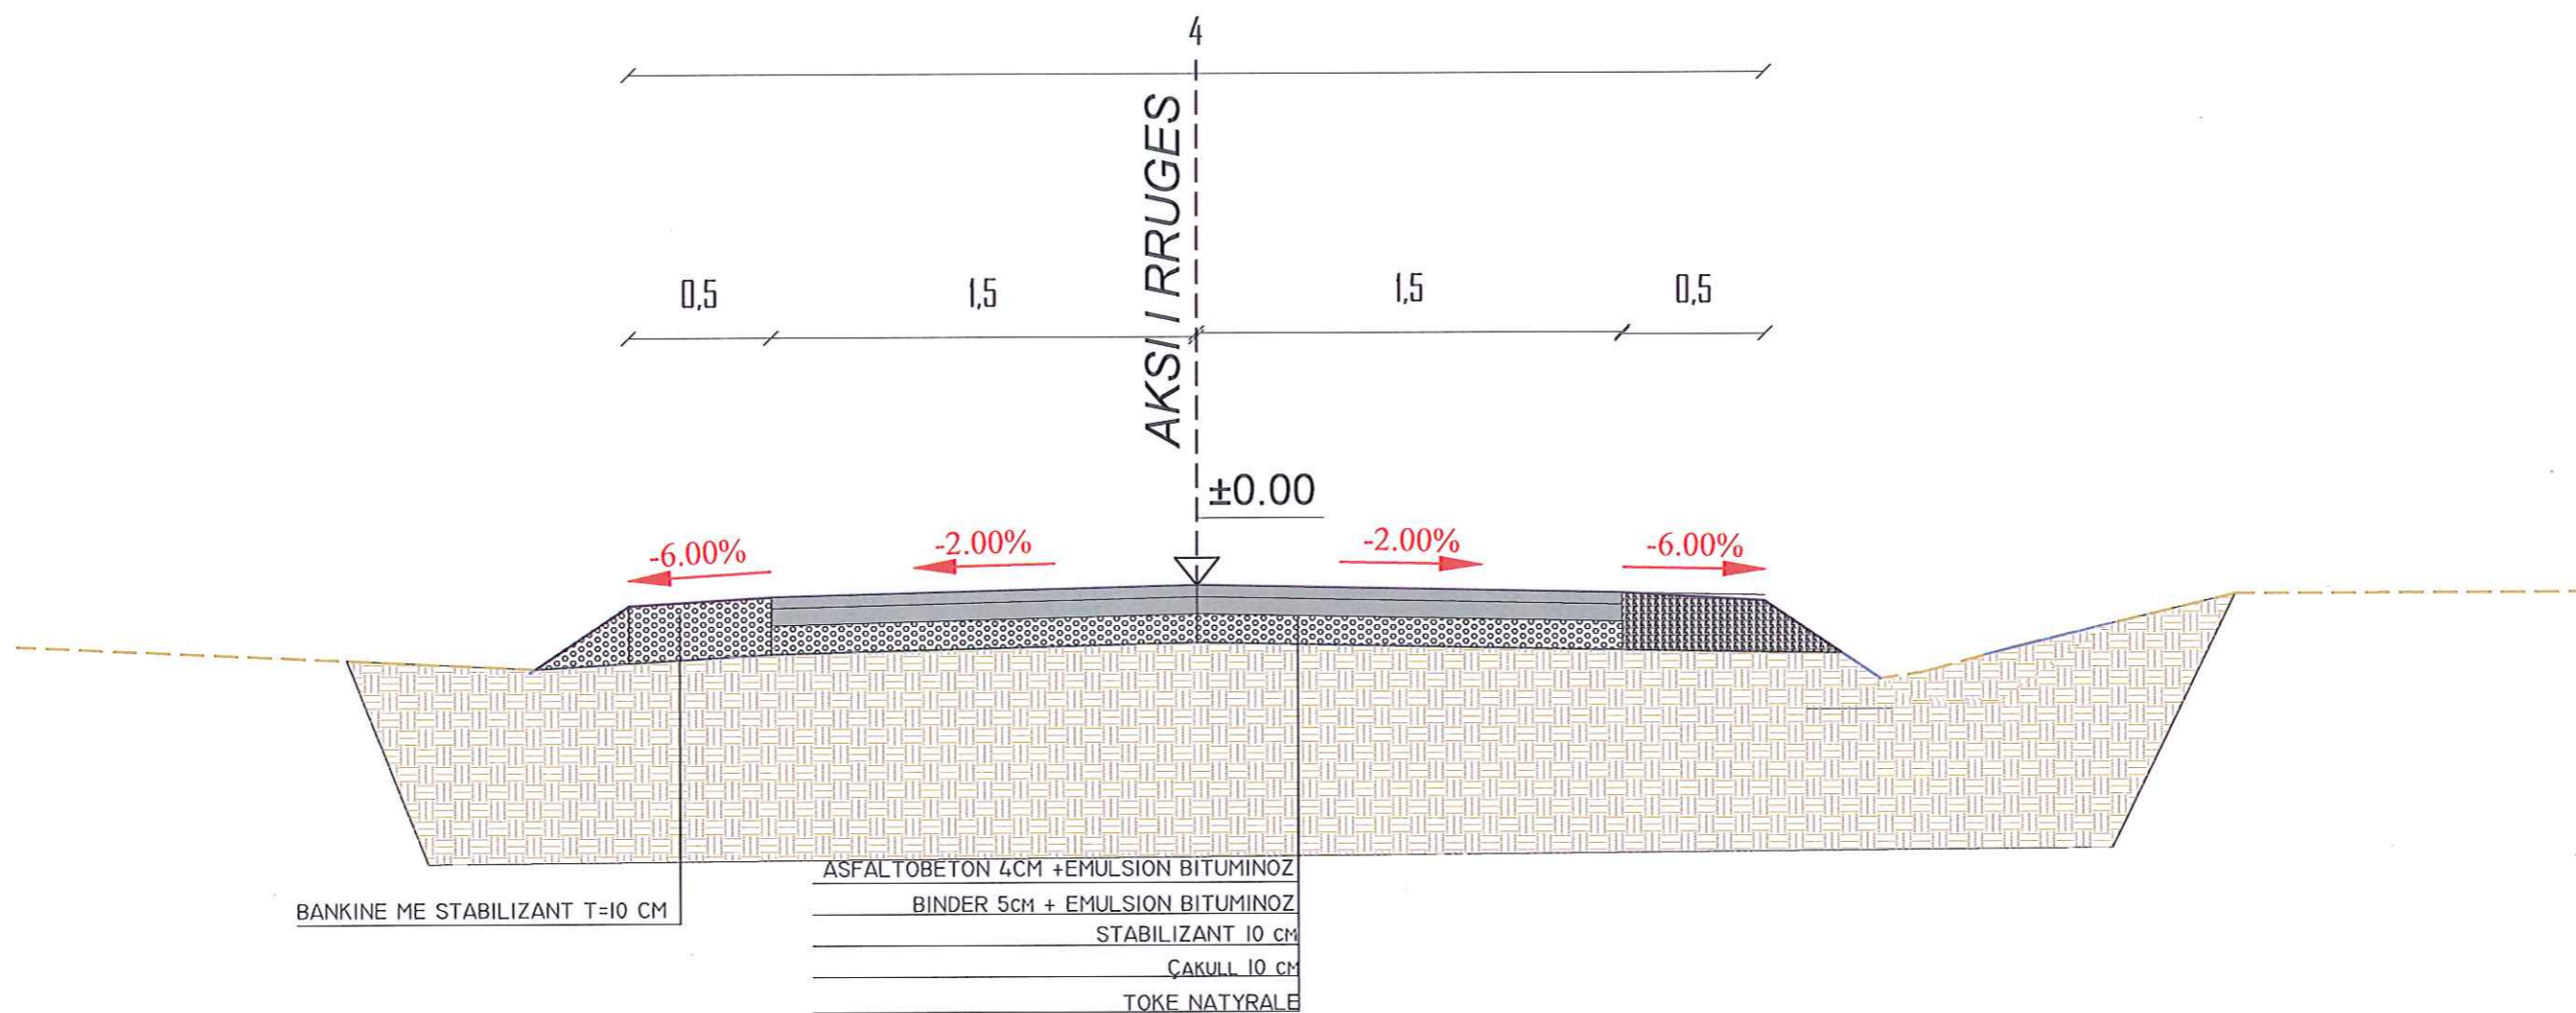 4
AKSI I RRUGES
0,5
1,5
1,5
0,5
±0.00
-6.00%
-2.00%
-2.00%
-6.00%
ASFALTOBETON 4CM +EMULSION BITUMINOZ
BINDER 5CM + EMULSION BITUMINOZ
BANKINE ME STABILIZANT T=10 CM
STABILIZANT 10 CM
ÇAKULL 10 CM
TOKE NATYRALE